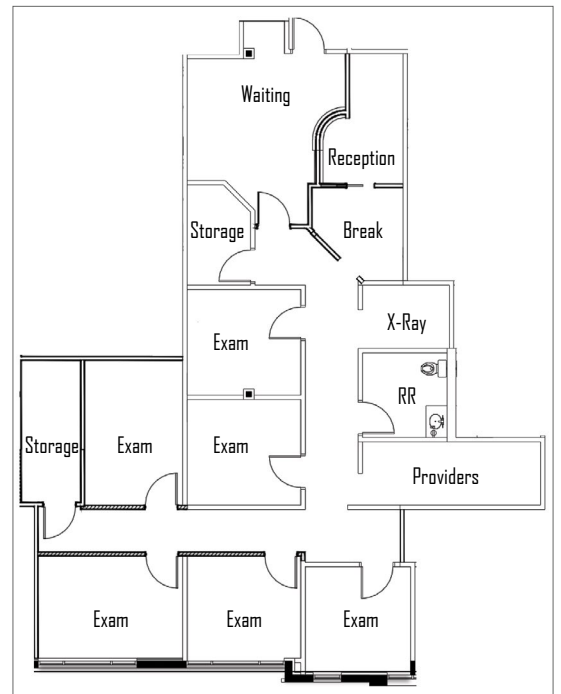 Waiting
Reception
Storage
Break
Exam
X-Ray
RR
Storage
Exam
Exam
Providers
Exam
Exam
Exam